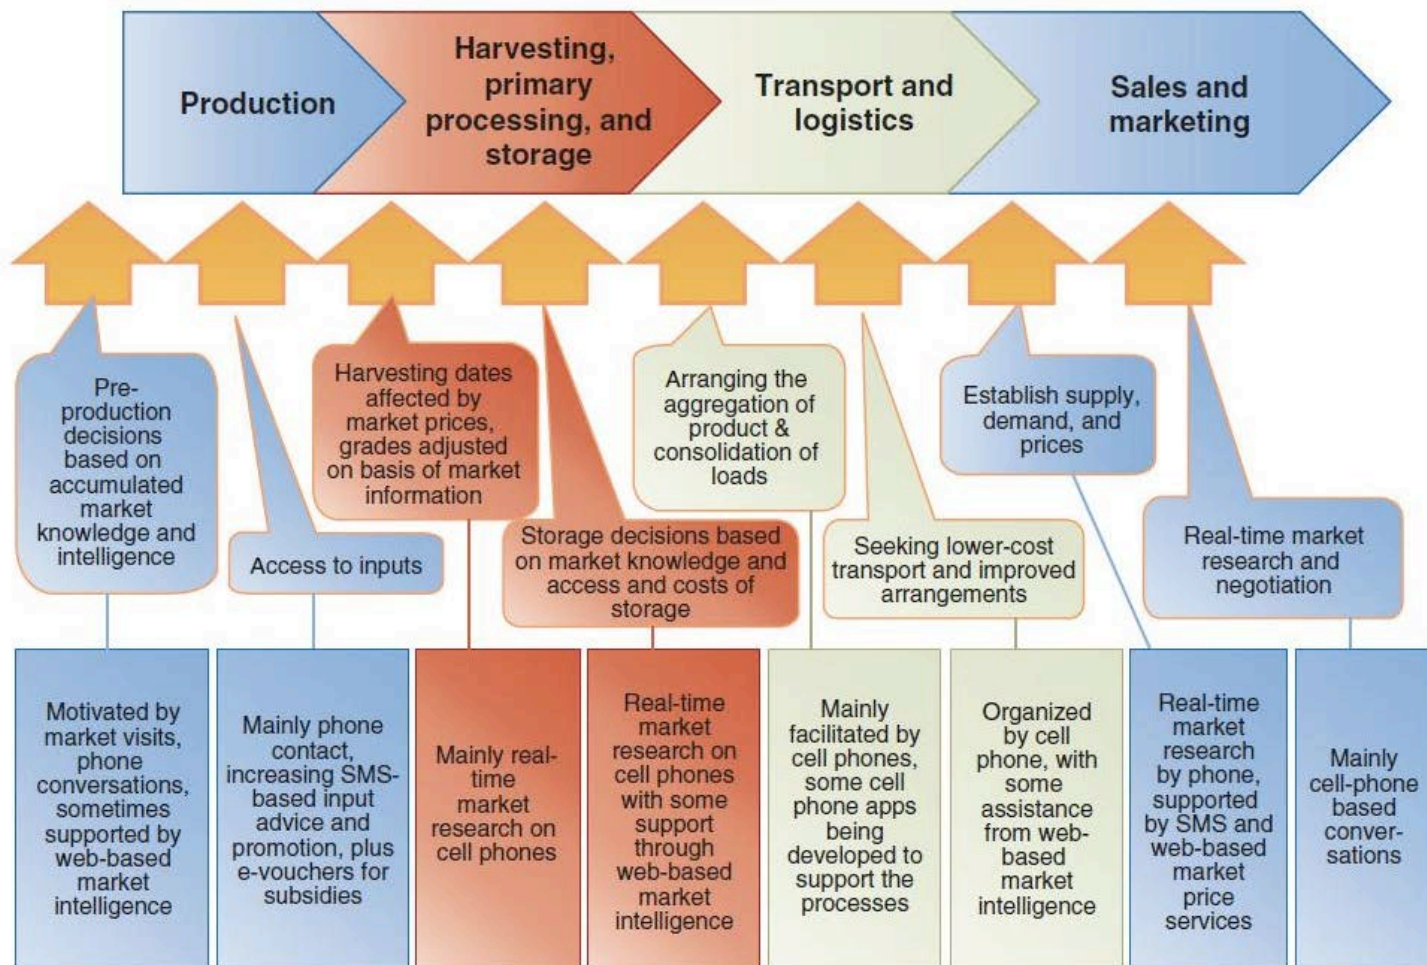 Production
Harvesting,
primary
processing, and
storage
Transport and
logistics
Sales and
marketing
Pre-
production
decisions
based on
accumulated
market
knowledge and
intelligence
Access to inputs
Harvesting dates
affected by
market prices,
grades adjusted
on basis of market
information
Storage decisions based
on market knowledge and
access and costs of
storage
Arranging the
aggregation of
product &
consolidation of
loads
Seeking lower-cost
transport and improved
arrangements
Establish supply,
demand, and
prices
Real-time market
research and
negotiation
Motivated by
market visits,
phone
conversations,
sometimes
supported by
web-based
market
intelligence
Mainly phone
contact,
increasing SMS-
based input
advice and
promotion, plus
e-vouchers for
subsidies
Mainly real-
time
market
research on
cell phones
Real-time
market
research on
cell phones
with some
support
through
web-based
market
intelligence
Mainly
facilitated by
cell phones,
some cell
phone apps
being
developed to
support the
processes
Organized
by cell
phone, with
some
assistance
from web-
based
market
intelligence
Real-time
market
research
by phone,
supported
by SMS and
web-based
market
price
services
Mainly
cell-phone
based
conver-
sations